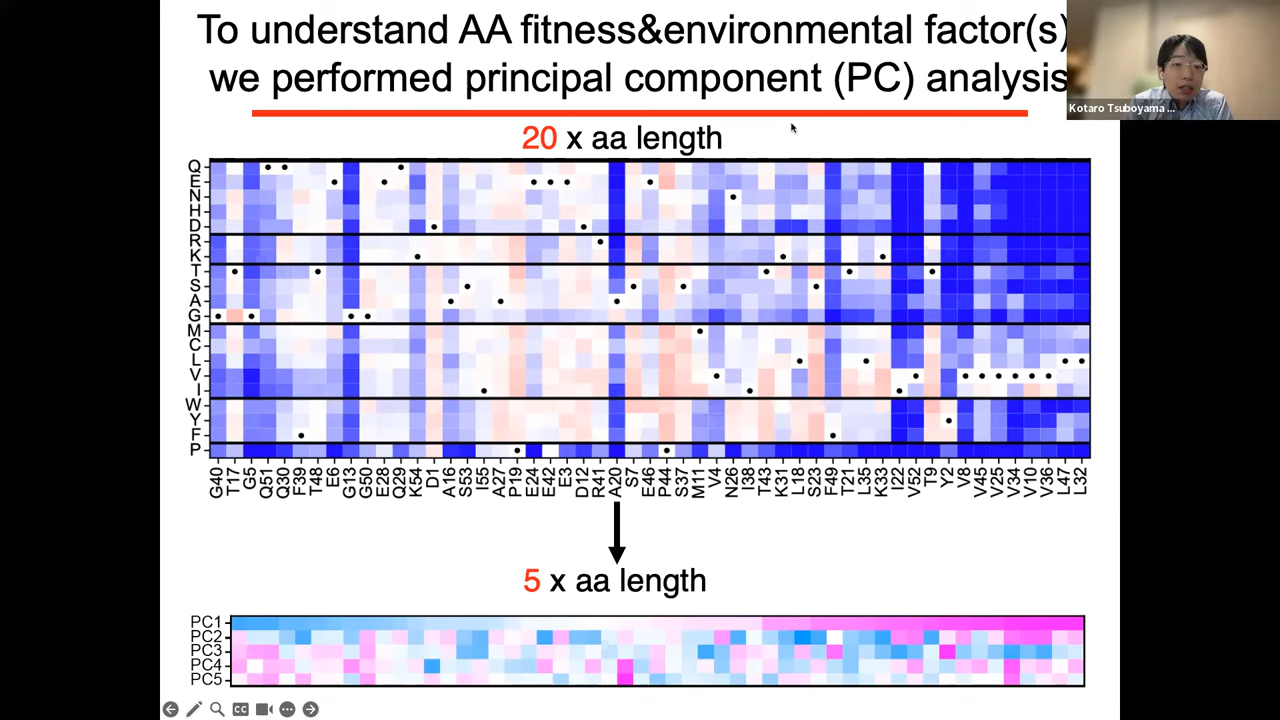 To understand AA fitness&environmental factor(s)
we performed principal component (PC) analysis
Kotaro Tsuboyama ...
20 x aa length
Q
E
N
H
D
R
K
T
S
A
G
M
C
L
V
I
W
Y
F
P
G40 T17 G5 Q51 Q30 F39 T48 E6 G13 G50 E28 Q29 K54 D1 A16 S53 I55 A27 P19 E24 E42 E3 D12 R41 A20 S7 E46 P44 S37 M11 V4 N26 I38 T43 K31 L18 S23 F49 T21 L35 K33 I22 V52 T9 Y2 V8 V45 V25 V34 V10 V36 L47 L32
5 x aa length
PC1
PC2
PC3
PC4
PC5
CC